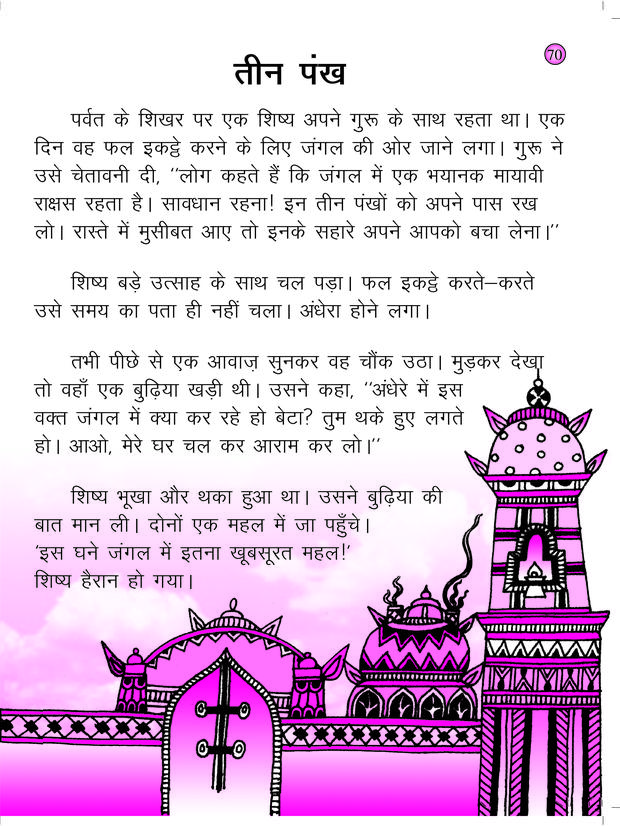 70
तीन पंख
पर्वत के शिखर पर एक शिष्य अपने गुरू के साथ रहता था। एक
दिन वह फल इकट्ठे करने के लिए जंगल की ओर जाने लगा। गुरू ने
उसे चेतावनी दी, ''लोग कहते हैं कि जंगल में एक भयानक मायावी
राक्षस रहता है। सावधान रहना! इन तीन पंखों को अपने पास रख
लो। रास्ते में मुसीबत आए तो इनके सहारे अपने आपको बचा लेना।''
शिष्य बड़े उत्साह के साथ चल पड़ा। फल इकट्ठे करते–करते
उसे समय का पता ही नहीं चला। अंधेरा होने लगा।
तभी पीछे से एक आवाज़ सुनकर वह चौंक उठा। मुड़कर देखा
तो वहाँ एक बुढ़िया खड़ी थी। उसने कहा, ''अंधेरे में इस
वक्त जंगल में क्या कर रहे हो बेटा? तुम थके हुए लगते
हो। आओ, मेरे घर चल कर आराम कर लो।''
शिष्य भूखा और थका हुआ था। उसने बुढ़िया की
बात मान ली। दोनों एक महल में जा पहुँचे।
'इस घने जंगल में इतना खूबसूरत महल!'
शिष्य हैरान हो गया।